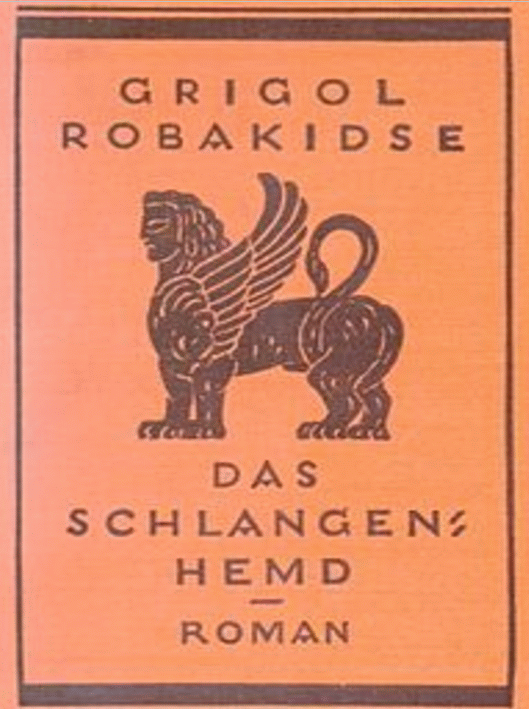 GRIGOL
ROBAKIDSE
DAS
SCHLANGEN⸗
HEMD
ROMAN